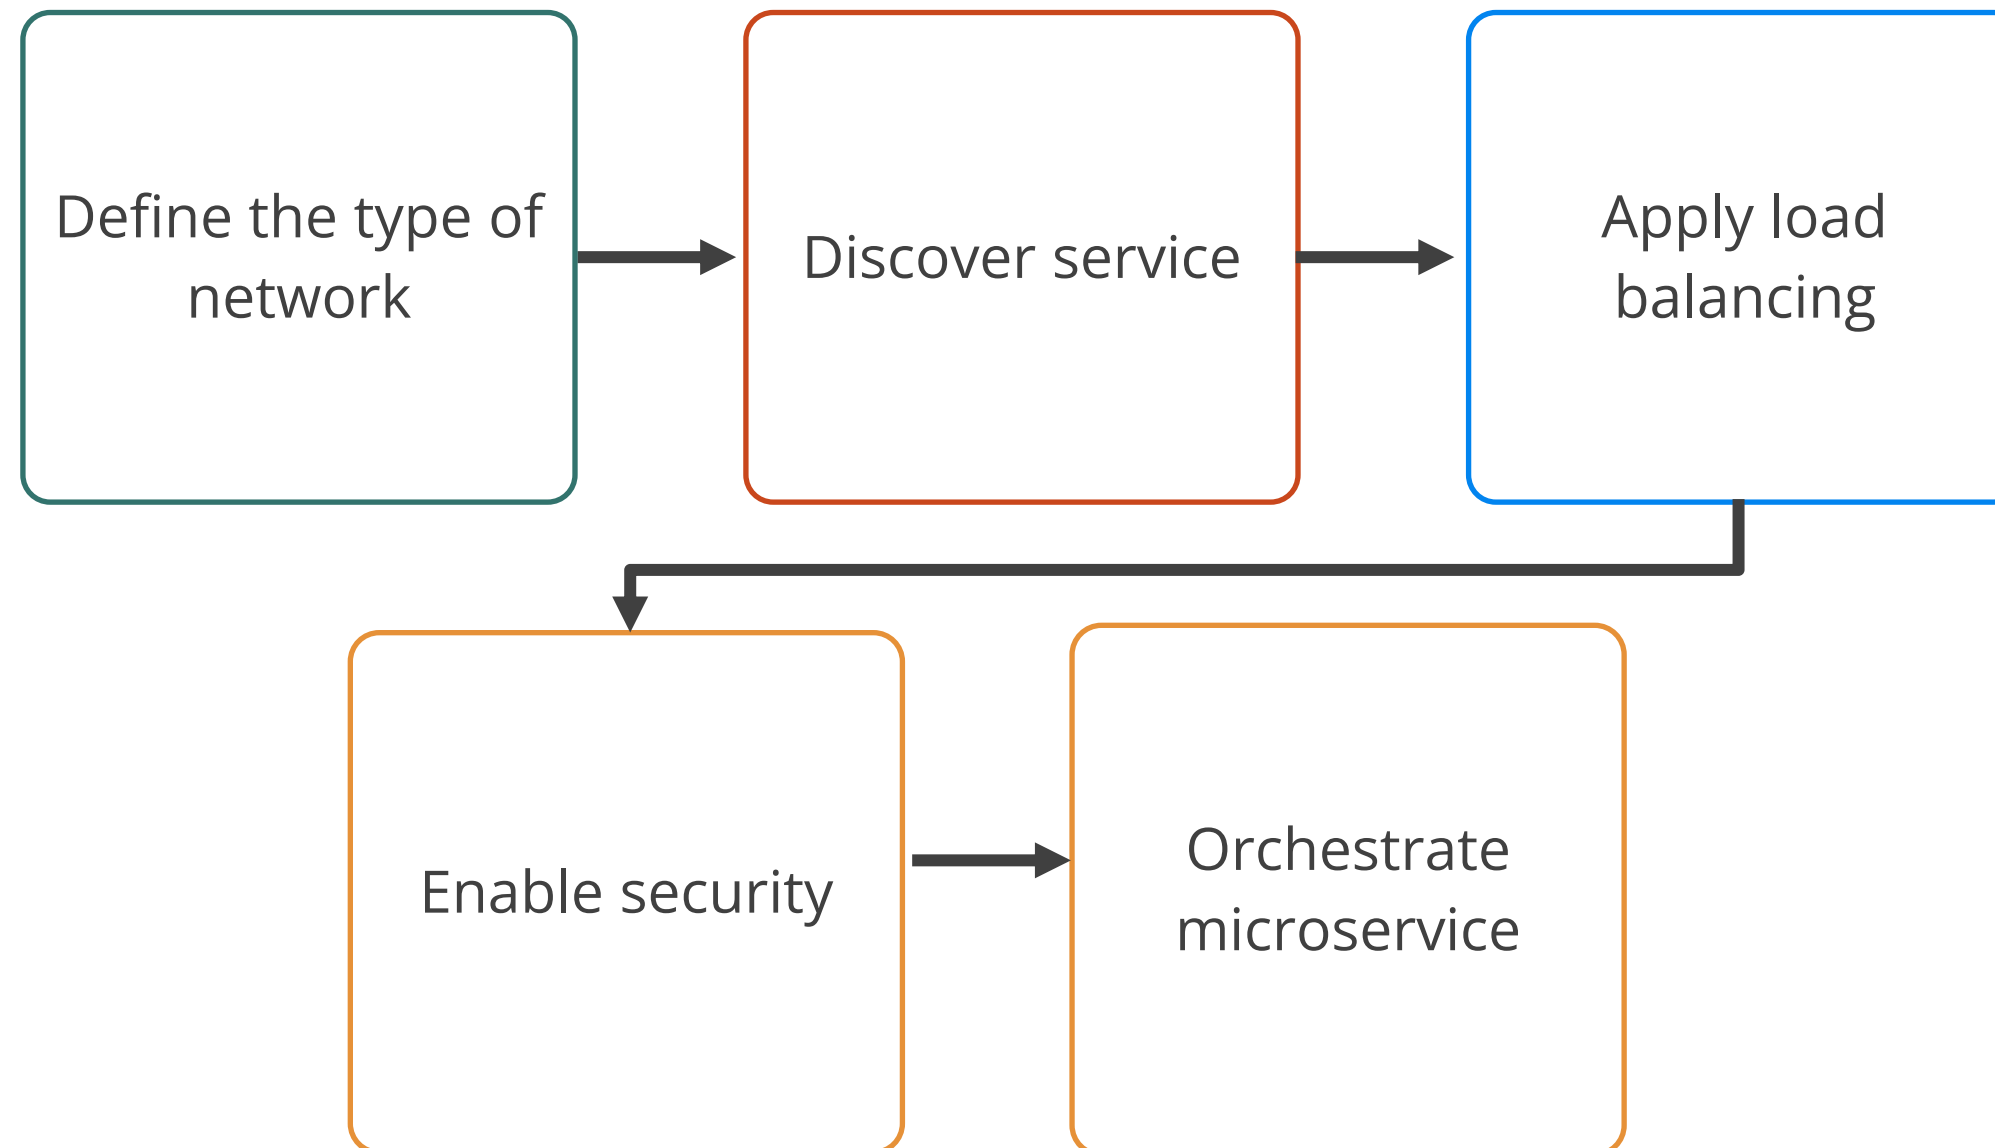 Define the type of
network
Discover service
Apply load
balancing
Enable security
Orchestrate
microservice